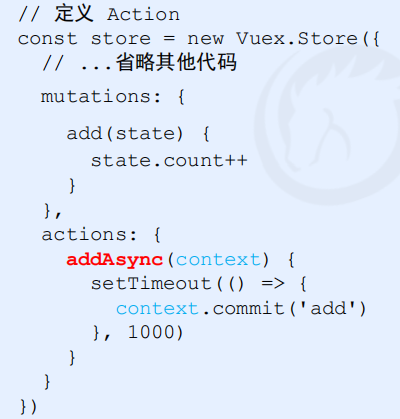 // 定义 Action
const store = new Vuex.Store({
  // ...省略其他代码
  mutations: {
    add(state) {
      state.count++
    }
  },
  actions: {
    addAsync(context) {
      setTimeout(() => {
        context.commit('add')
      }, 1000)
    }
  }
})